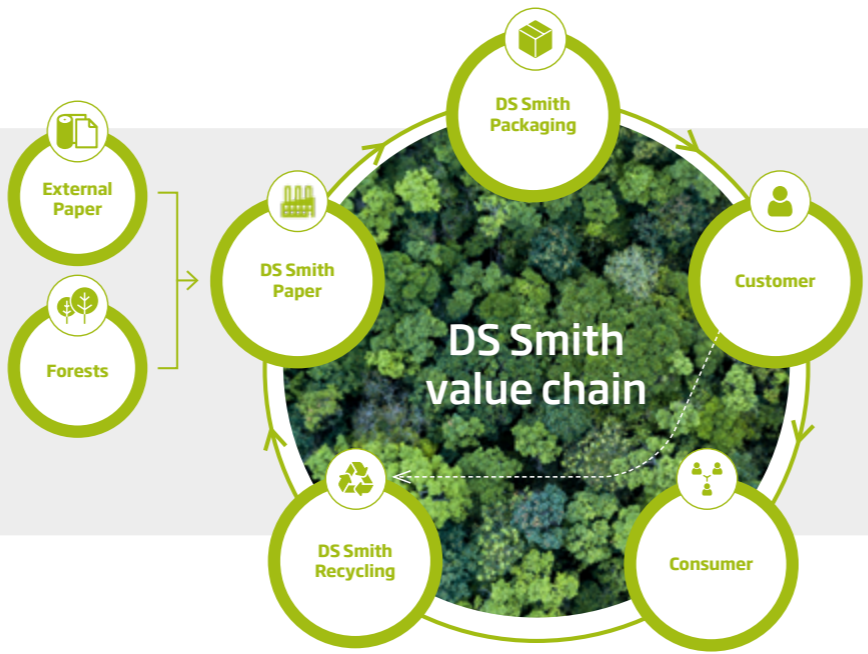 DS Smith
Packaging
External
Paper
DS Smith
Paper
Customer
Forests
DS Smith
value chain
DS Smith
Recycling
Consumer